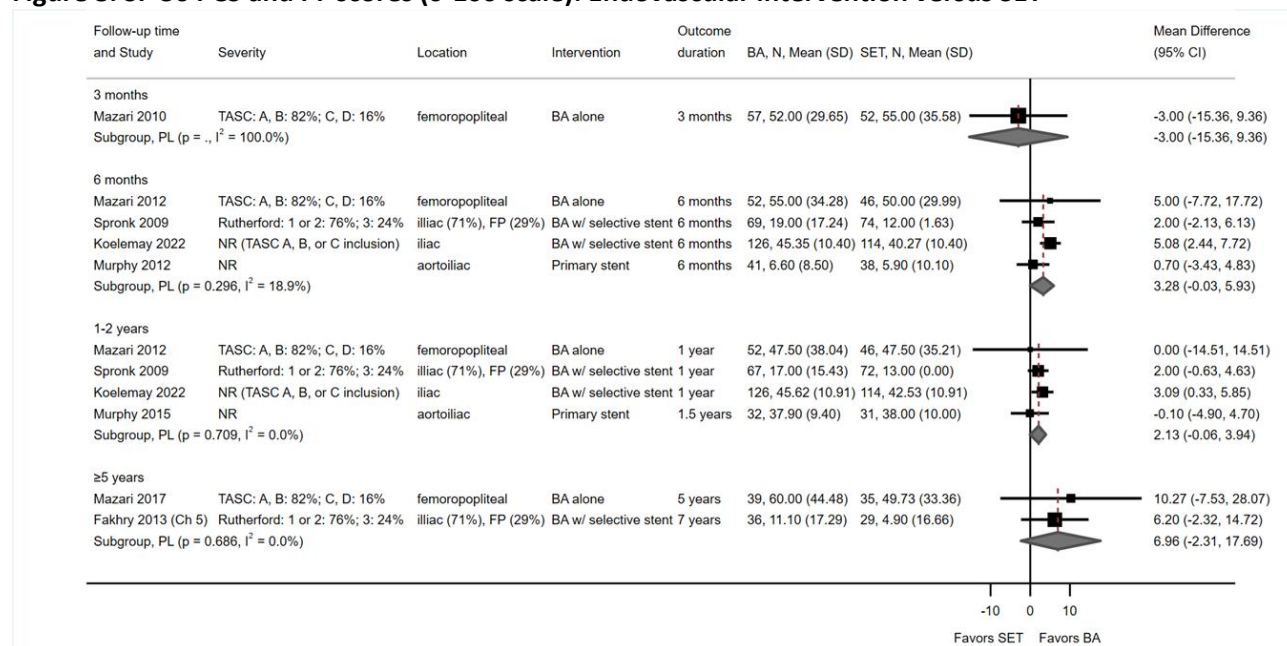 Follow-up time Outcome Mean Difference
and Study Severity Location Intervention duration BA, N, Mean (SD) SET, N, Mean (SD) (95% CI)
3 months
Mazari 2010 TASC: A, B: 82%; C, D: 16% femoropopliteal BA alone 3 months 57, 52.00 (29.65) 52, 55.00 (35.58) -3.00 (-15.36, 9.36)
Subgroup, PL (p = ., I² = 100.0%) -3.00 (-15.36, 9.36)
6 months
Mazari 2012 TASC: A, B: 82%; C, D: 16% femoropopliteal BA alone 6 months 52, 55.00 (34.28) 46, 50.00 (29.99) 5.00 (-7.72, 17.72)
Spronk 2009 Rutherford: 1 or 2: 76%; 3: 24% illiac (71%), FP (29%) BA w/ selective stent 6 months 69, 19.00 (17.24) 74, 12.00 (1.63) 2.00 (-2.13, 6.13)
Koelemay 2022 NR (TASC A, B, or C inclusion) iliac BA w/ selective stent 6 months 126, 45.35 (10.40) 114, 40.27 (10.40) 5.08 (2.44, 7.72)
Murphy 2012 NR aortoiliac Primary stent 6 months 41, 6.60 (8.50) 38, 5.90 (10.10) 0.70 (-3.43, 4.83)
Subgroup, PL (p = 0.296, I² = 18.9%) 3.28 (-0.03, 5.93)
1-2 years
Mazari 2012 TASC: A, B: 82%; C, D: 16% femoropopliteal BA alone 1 year 52, 47.50 (38.04) 46, 47.50 (35.21) 0.00 (-14.51, 14.51)
Spronk 2009 Rutherford: 1 or 2: 76%; 3: 24% illiac (71%), FP (29%) BA w/ selective stent 1 year 67, 17.00 (15.43) 72, 13.00 (0.00) 2.00 (-0.63, 4.63)
Koelemay 2022 NR (TASC A, B, or C inclusion) iliac BA w/ selective stent 1 year 126, 45.62 (10.91) 114, 42.53 (10.91) 3.09 (0.33, 5.85)
Murphy 2015 NR aortoiliac Primary stent 1.5 years 32, 37.90 (9.40) 31, 38.00 (10.00) -0.10 (-4.90, 4.70)
Subgroup, PL (p = 0.709, I² = 0.0%) 2.13 (-0.06, 3.94)
≥5 years
Mazari 2017 TASC: A, B: 82%; C, D: 16% femoropopliteal BA alone 5 years 39, 60.00 (44.48) 35, 49.73 (33.36) 10.27 (-7.53, 28.07)
Fakhry 2013 (Ch 5) Rutherford: 1 or 2: 76%; 3: 24% illiac (71%), FP (29%) BA w/ selective stent 7 years 36, 11.10 (17.29) 29, 4.90 (16.66) 6.20 (-2.32, 14.72)
Subgroup, PL (p = 0.686, I² = 0.0%) 6.96 (-2.31, 17.69)
-10 0 10
Favors SET Favors BA